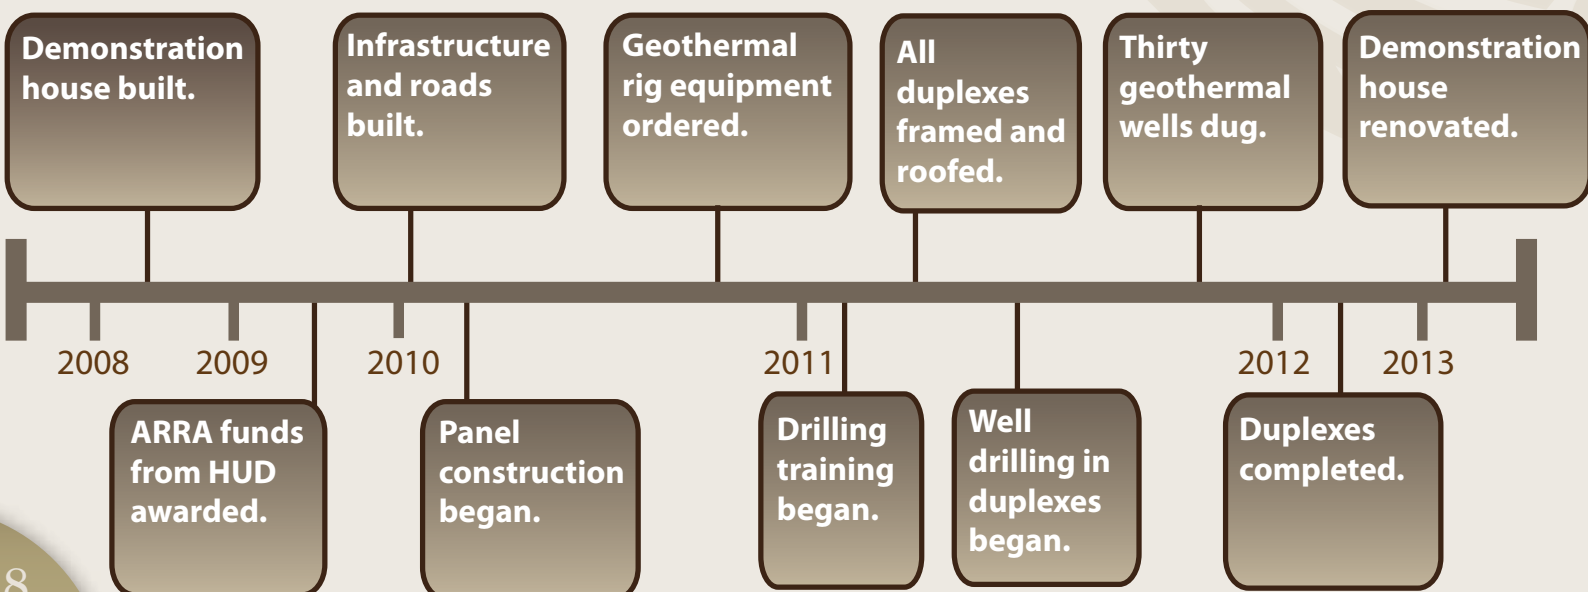 Demonstration
house built.
Infrastructure
and roads
built.
Geothermal
rig equipment
ordered.
All
duplexes
framed and
roofed.
Thirty
geothermal
wells dug.
Demonstration
house
renovated.
2008
2009
2010
2011
2012
2013
ARRA funds
from HUD
awarded.
Panel
construction
began.
Drilling
training
began.
Well
drilling in
duplexes
began.
Duplexes
completed.
8